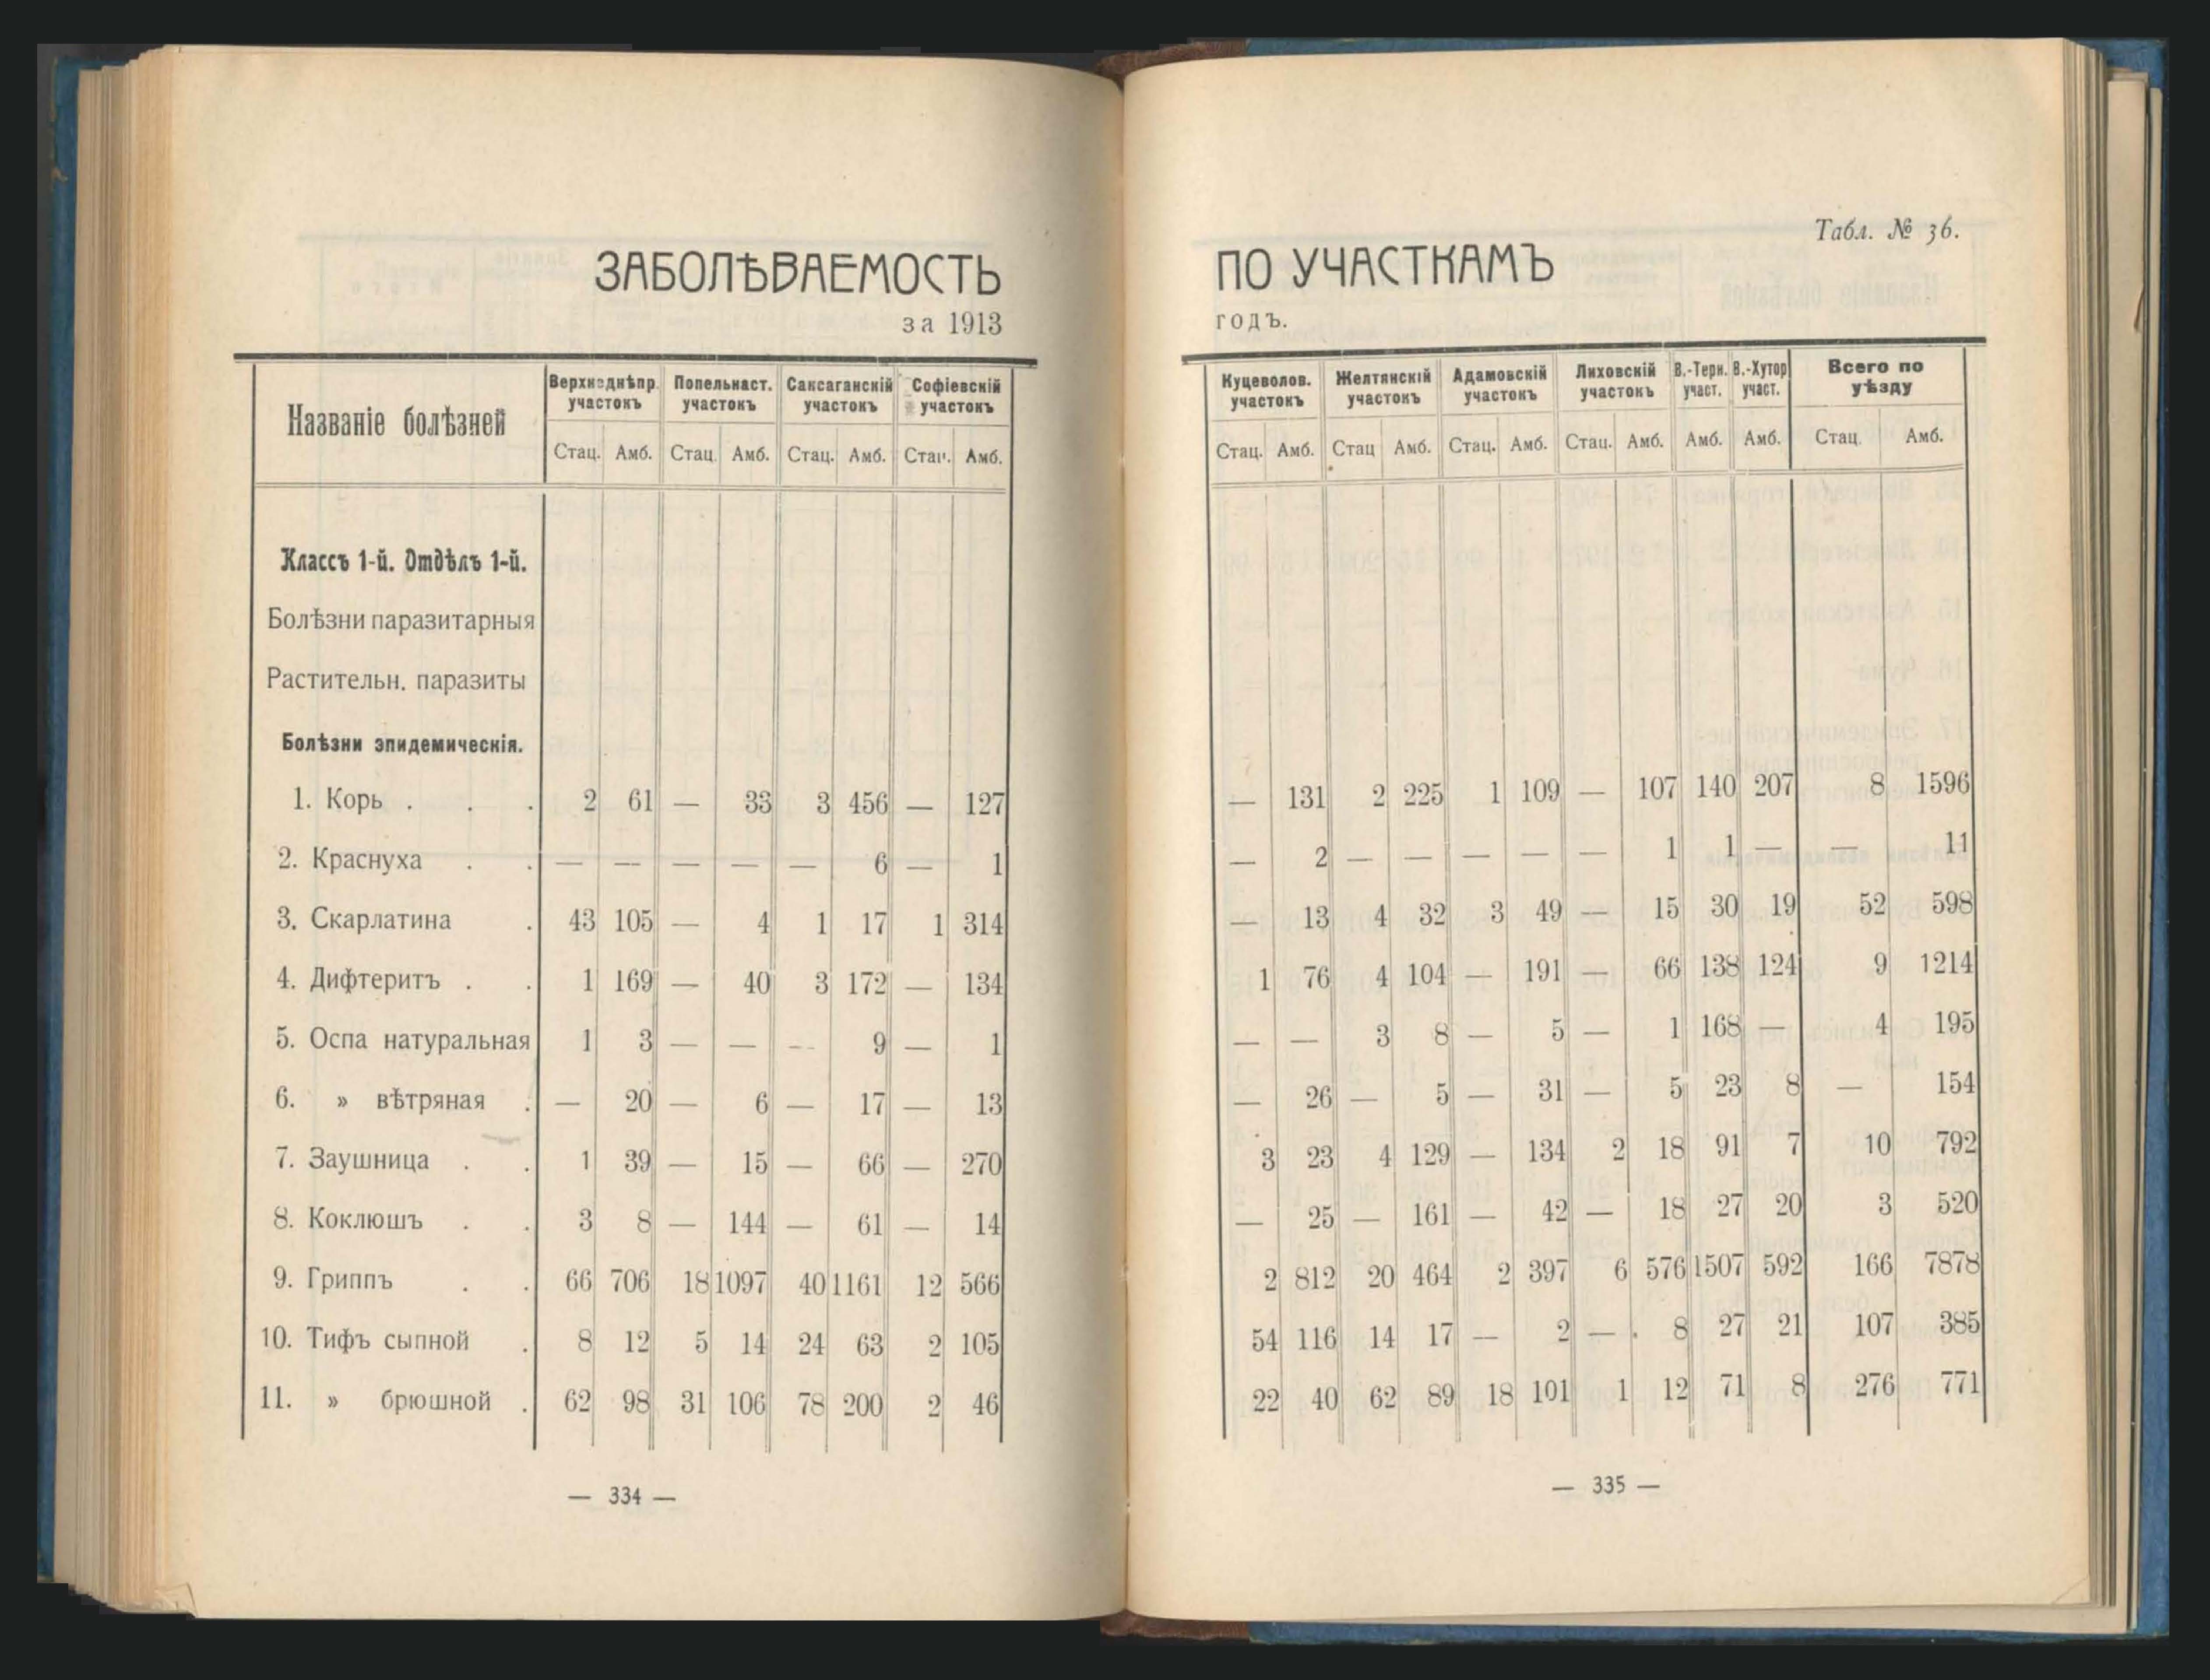 ЗАБОЛѢВАЕМОСТЬ
за 1913
Названіе болѣзней
Верхнеднѣпр. участокъ Попельнаст. участокъ Саксаганскій участокъ Софіевскій участокъ
Стац. Амб. Стац. Амб. Стац. Амб. Стац. Амб.
Классъ 1-й. Отдѣлъ 1-й.
Болѣзни паразитарныя
Растительн. паразиты
Болѣзни эпидемическія.
1. Корь . . . 2 61 — 33 3 456 — 127
2. Краснуха . . — — — — — 6 — 1
3. Скарлатина . 43 105 — 4 1 17 1 314
4. Дифтеритъ . . 1 169 — 40 3 172 — 134
5. Оспа натуральная 1 3 — — — 9 — 1
6. » вѣтряная . — 20 — 6 — 17 — 13
7. Заушница . . 1 39 — 15 — 66 — 270
8. Коклюшъ . . 3 8 — 144 — 61 — 14
9. Гриппъ . . 66 706 18 1097 40 1161 12 566
10. Тифъ сыпной . 8 12 5 14 24 63 2 105
11. » брюшной . 62 98 31 106 78 200 2 46
— 334 —
Табл. № 36.
ПО УЧАСТКАМЪ
годъ.
Куцеволов. участокъ Желтянскій участокъ Адамовскій участокъ Лиховскій участокъ В.-Терн. участ. В.-Хутор участ. Всего по уѣзду
Стац. Амб. Стац Амб. Стац. Амб. Стац. Амб. Амб. Амб. Стац. Амб.
— 131 2 225 1 109 — 107 140 207 8 1596
— 2 — — — — — 1 1 — — 11
— 13 4 32 3 49 — 15 30 19 52 598
1 76 4 104 — 191 — 66 138 124 9 1214
— — 3 8 — 5 — 1 168 — 4 195
— 26 — 5 — 31 — 5 23 8 — 154
3 23 4 129 — 134 2 18 91 7 10 792
— 25 — 161 — 42 — 18 27 20 3 520
2 812 20 464 2 397 6 576 1507 592 166 7878
54 116 14 17 — 2 — 8 27 21 107 385
22 40 62 89 18 101 1 12 71 8 276 771
— 335 —